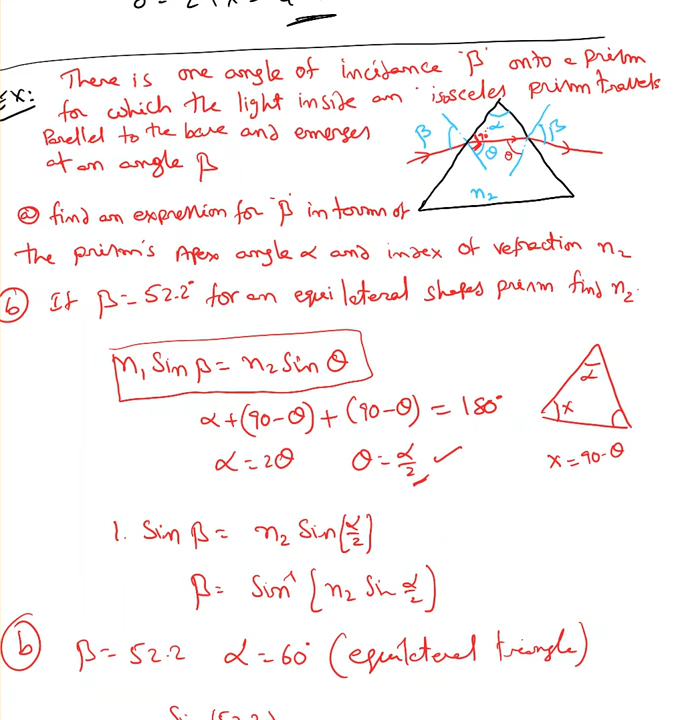 Ex: There is one angle of incidance "β" onto a prism
for which the light inside an isosceles prism travels
Parellel to the base and emerges
at an angle β
β α β
90 θ θ
n2
ⓐ find an expression for "β" in terms of
the prism's Apex angle α and index of refraction n2
ⓑ If β = 52.2° for an equilateral shapes prism find n2.
n1 Sin β = n2 Sin θ
α + (90-θ) + (90-θ) = 180°
α = 2θ θ = α/2 ✓
α
x
x = 90-θ
1. Sin β = n2 Sin(α/2)
β = Sin⁻¹ (n2 Sin α/2)
ⓑ β = 52.2 α = 60° (equilateral triangle)